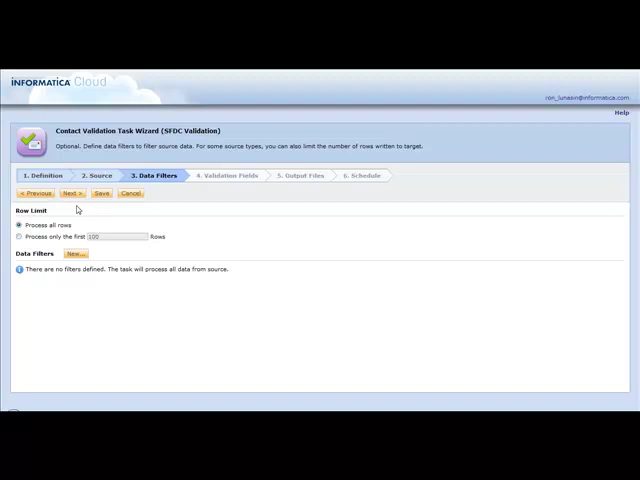 INFORMATICA Cloud
ron_lunasin@informatica.com
Help
Contact Validation Task Wizard (SFDC Validation)
Optional. Define data filters to filter source data. For some source types, you can also limit the number of rows written to target.
1. Definition 2. Source 3. Data Filters 4. Validation Fields 5. Output Files 6. Schedule
< Previous Next > Save Cancel
Row Limit
Process all rows
Process only the first 100 Rows
Data Filters New...
There are no filters defined. The task will process all data from source.